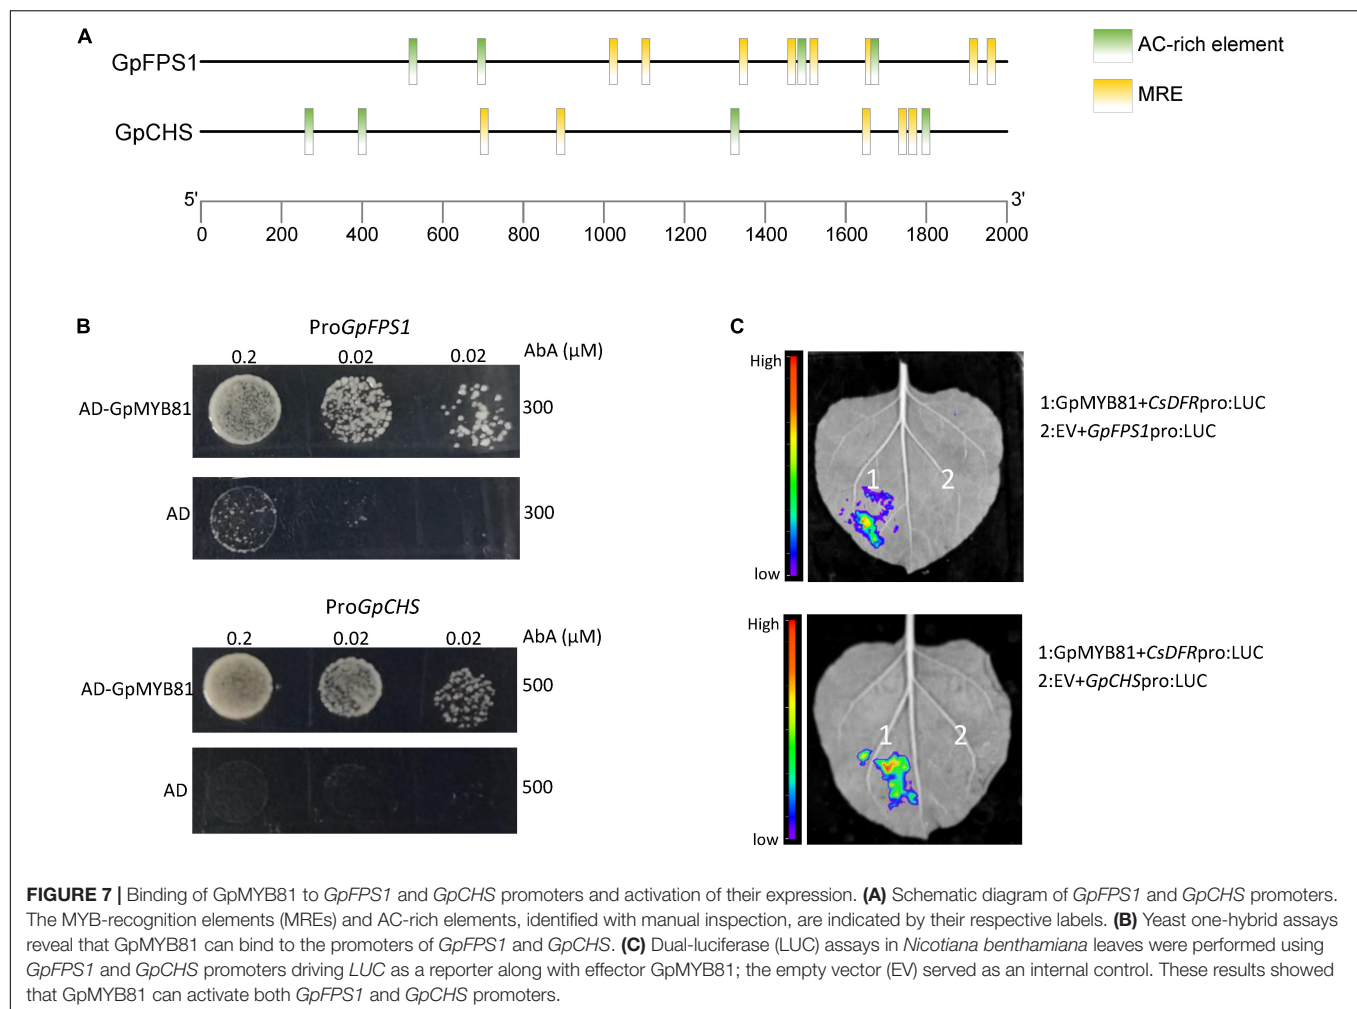 A
GpFPS1
GpCHS
AC-rich element
MRE
5'
3'
0 200 400 600 800 1000 1200 1400 1600 1800 2000
B
ProGpFPS1
0.2 0.02 0.02 AbA (μM)
AD-GpMYB81 300
AD 300
ProGpCHS
0.2 0.02 0.02 AbA (μM)
AD-GpMYB81 500
AD 500
C
High
low
1 2
1:GpMYB81+CsDFRpro:LUC
2:EV+GpFPS1pro:LUC
High
low
1 2
1:GpMYB81+CsDFRpro:LUC
2:EV+GpCHSpro:LUC
FIGURE 7 | Binding of GpMYB81 to GpFPS1 and GpCHS promoters and activation of their expression. (A) Schematic diagram of GpFPS1 and GpCHS promoters.
The MYB-recognition elements (MREs) and AC-rich elements, identified with manual inspection, are indicated by their respective labels. (B) Yeast one-hybrid assays
reveal that GpMYB81 can bind to the promoters of GpFPS1 and GpCHS. (C) Dual-luciferase (LUC) assays in Nicotiana benthamiana leaves were performed using
GpFPS1 and GpCHS promoters driving LUC as a reporter along with effector GpMYB81; the empty vector (EV) served as an internal control. These results showed
that GpMYB81 can activate both GpFPS1 and GpCHS promoters.